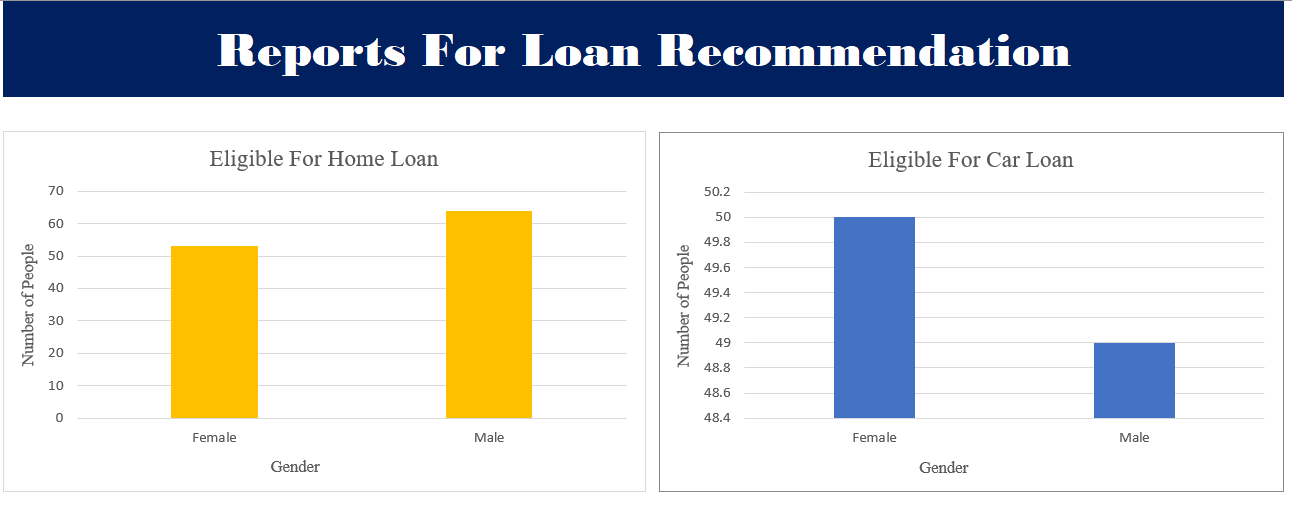 Reports For Loan Recommendation
Eligible For Home Loan
70
60
50
40
30
20
10
0
Number of People
Female Male
Gender
Eligible For Car Loan
50.2
50
49.8
49.6
49.4
49.2
49
48.8
48.6
48.4
Number of People
Female Male
Gender